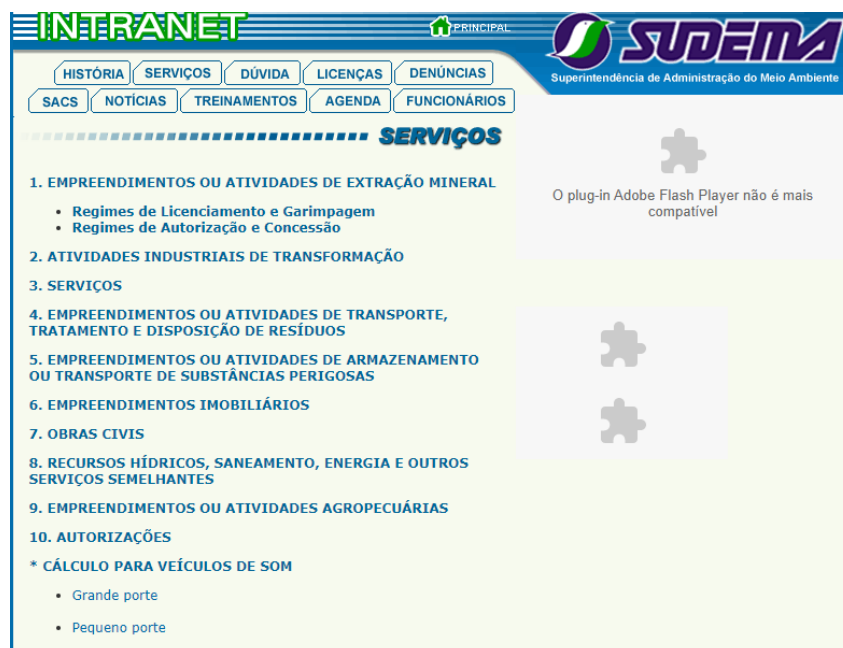 INTRANET
PRINCIPAL
SUDEMA
Superintendência de Administração do Meio Ambiente
HISTÓRIA
SERVIÇOS
DÚVIDA
LICENÇAS
DENÚNCIAS
SACS
NOTÍCIAS
TREINAMENTOS
AGENDA
FUNCIONÁRIOS
SERVIÇOS
1. EMPREENDIMENTOS OU ATIVIDADES DE EXTRAÇÃO MINERAL
• Regimes de Licenciamento e Garimpagem
• Regimes de Autorização e Concessão
2. ATIVIDADES INDUSTRIAIS DE TRANSFORMAÇÃO
3. SERVIÇOS
4. EMPREENDIMENTOS OU ATIVIDADES DE TRANSPORTE,
TRATAMENTO E DISPOSIÇÃO DE RESÍDUOS
5. EMPREENDIMENTOS OU ATIVIDADES DE ARMAZENAMENTO
OU TRANSPORTE DE SUBSTÂNCIAS PERIGOSAS
6. EMPREENDIMENTOS IMOBILIÁRIOS
7. OBRAS CIVIS
8. RECURSOS HÍDRICOS, SANEAMENTO, ENERGIA E OUTROS
SERVIÇOS SEMELHANTES
9. EMPREENDIMENTOS OU ATIVIDADES AGROPECUÁRIAS
10. AUTORIZAÇÕES
* CÁLCULO PARA VEÍCULOS DE SOM
• Grande porte
• Pequeno porte
O plug-in Adobe Flash Player não é mais
compatível